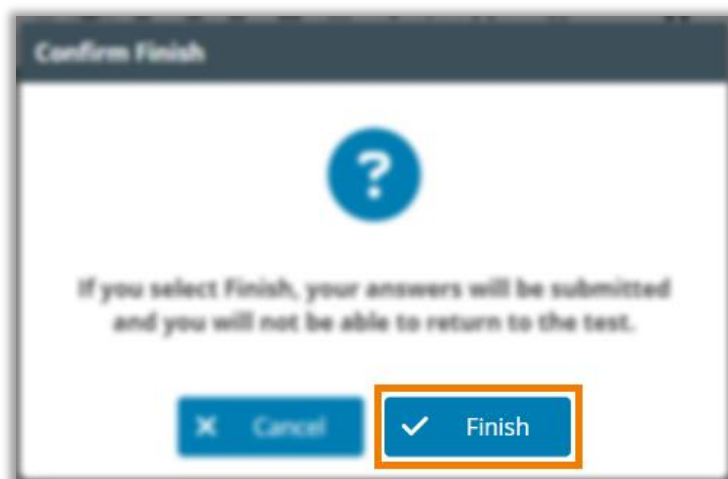 Confirm Finish
?
If you select Finish, your answers will be submitted
and you will not be able to return to the test.
Cancel
Finish